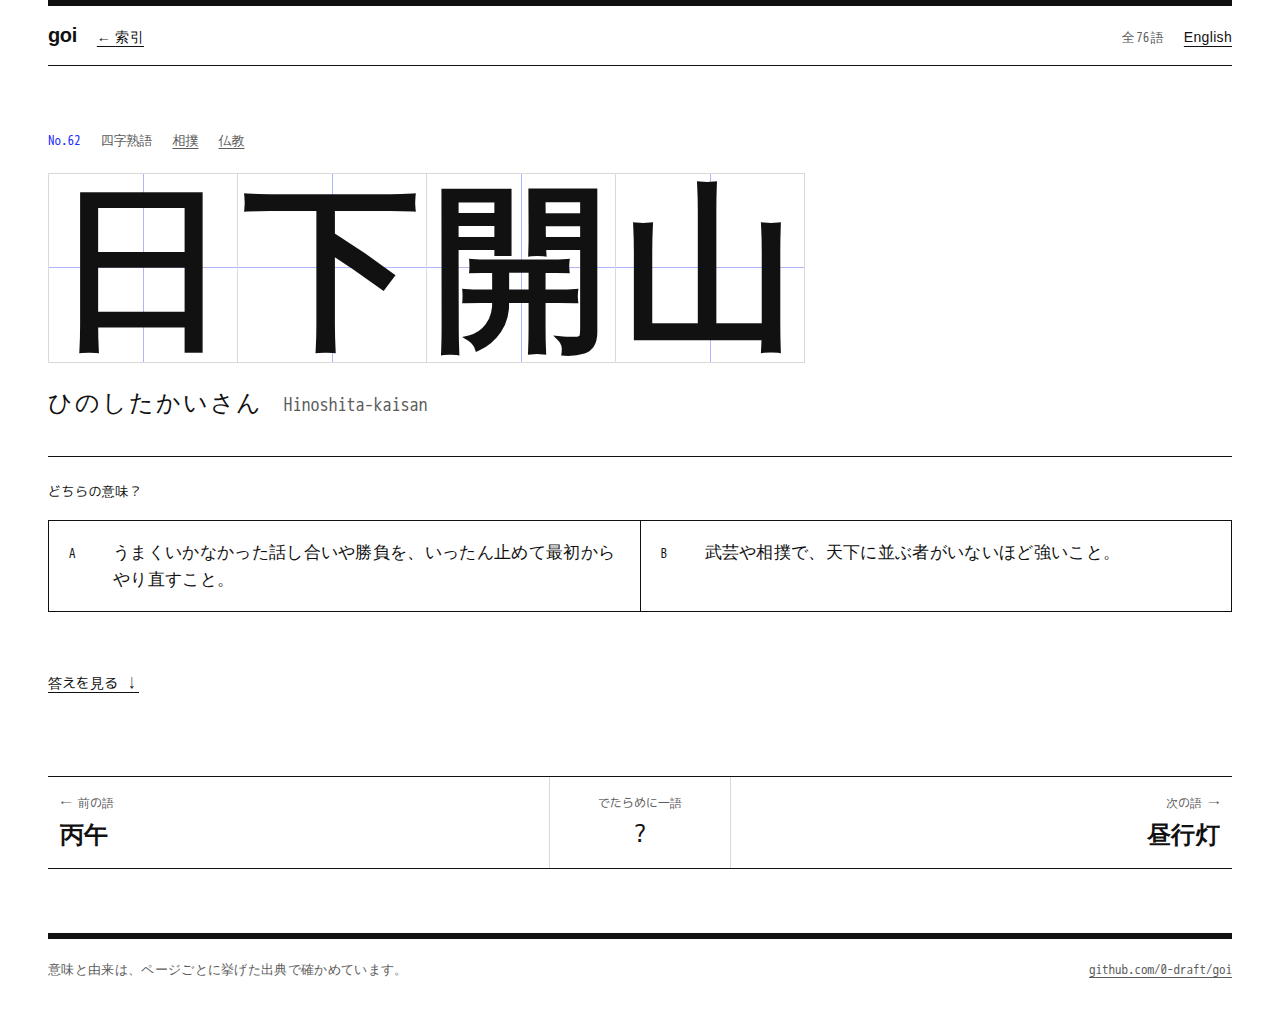 goi ← 索引 全76語 English
No.62 四字熟語 相撲 仏教
日下開山
ひのしたかいさん Hinoshita-kaisan
どちらの意味？
A うまくいかなかった話し合いや勝負を、いったん止めて最初から
やり直すこと。
B 武芸や相撲で、天下に並ぶ者がいないほど強いこと。
答えを見る ↓
← 前の語
丙午
でたらめに一語
?
次の語 →
昼行灯
意味と由来は、ページごとに挙げた出典で確かめています。
github.com/0-draft/goi